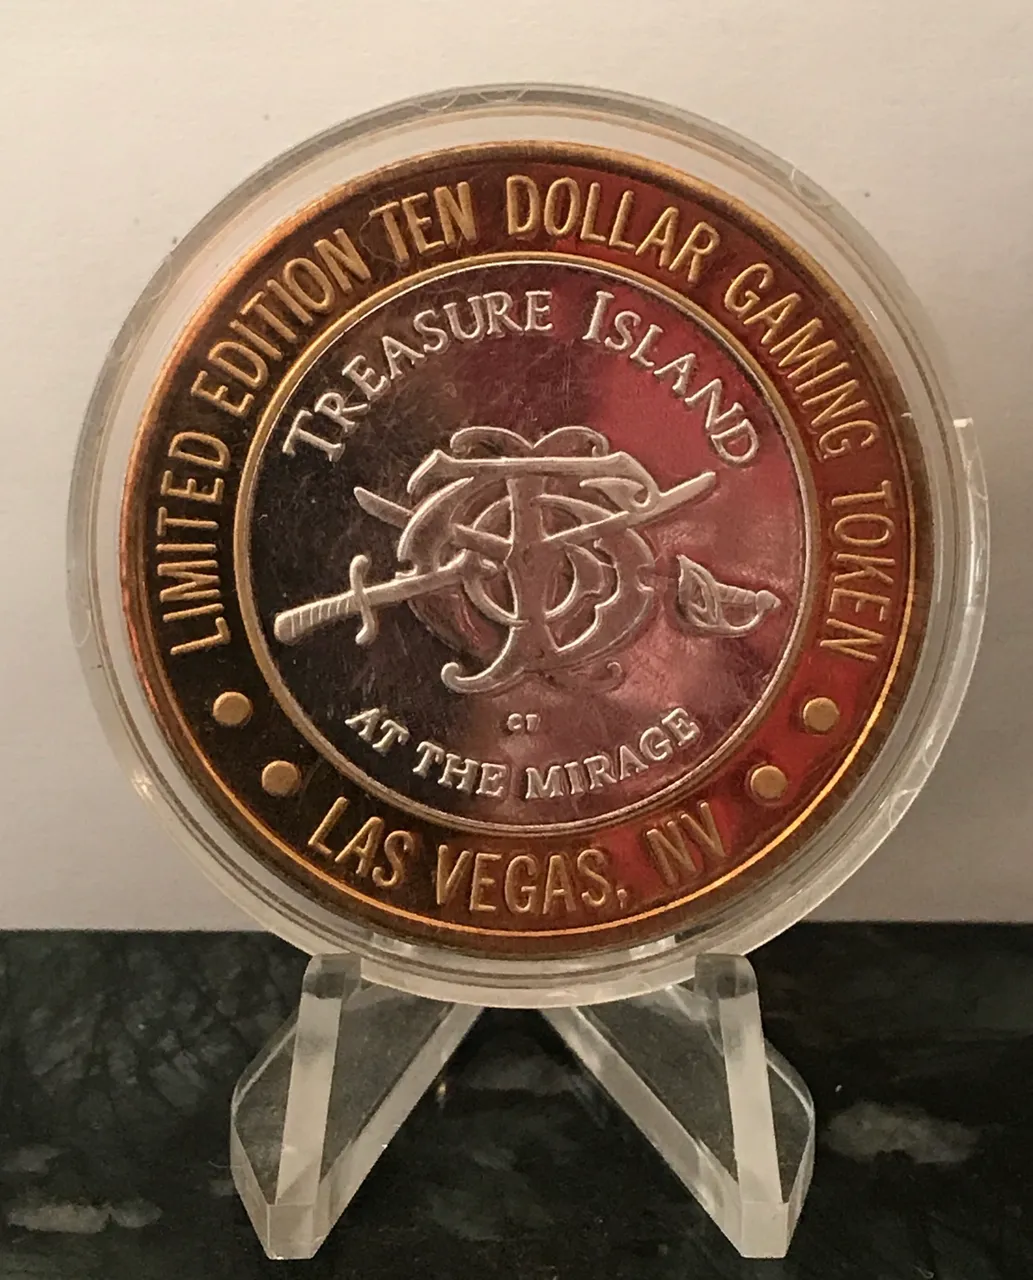 LIMITED EDITION TEN DOLLAR GAMING TOKEN
TREASURE ISLAND
AT THE MIRAGE
LAS VEGAS, NV